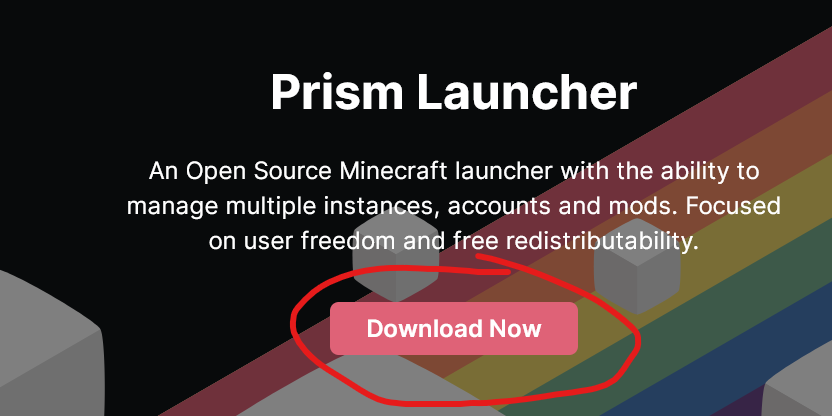 Prism Launcher
An Open Source Minecraft launcher with the ability to
manage multiple instances, accounts and mods. Focused
on user freedom and free redistributability.
Download Now